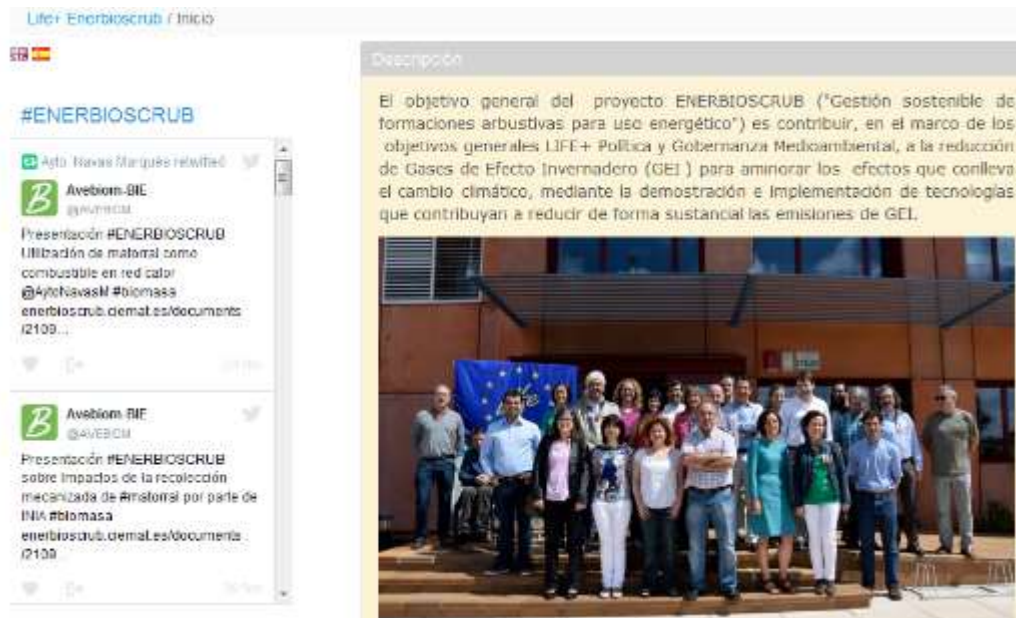 Life+ Enerbioscrub / Inicio
#ENERBIOSCRUB
Ayto. Navas Marqués retwitted
Avebiom-BIE
@AVEBIOM
Presentación #ENERBIOSCRUB
Utilización de matorral como
combustible en red calor
@AytoNavasM #biomasa
enerbioscrub.ciemat.es/documents
/2109...
Avebiom-BIE
@AVEBIOM
Presentación #ENERBIOSCRUB
sobre Impactos de la recolección
mecanizada de #matorral por parte de
INIA #biomasa
enerbioscrub.ciemat.es/documents
/2109
Descripción
El objetivo general del proyecto ENERBIOSCRUB ("Gestión sostenible de
formaciones arbustivas para uso energético") es contribuir, en el marco de los
objetivos generales LIFE+ Política y Gobernanza Medioambiental, a la reducción
de Gases de Efecto Invernadero (GEI ) para aminorar los efectos que conlleva
el cambio climático, mediante la demostración e implementación de tecnologías
que contribuyan a reducir de forma sustancial las emisiones de GEI.
life